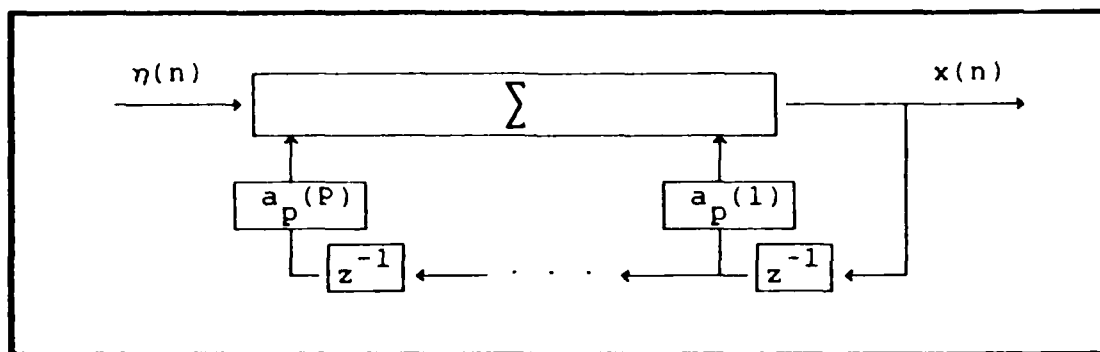 η(n) x(n)
∑
a_p(P) a_p(1)
z^-1 . . . z^-1